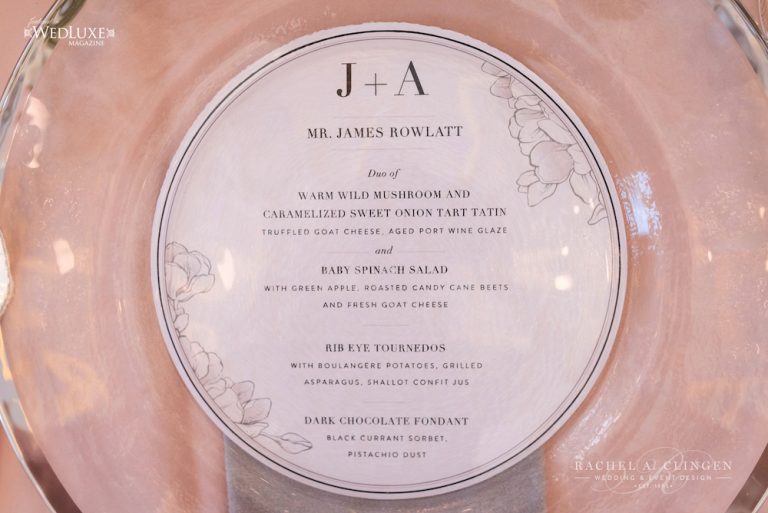 Featured
WEDLUXE
MAGAZINE
J + A
MR. JAMES ROWLATT
Duo of
WARM WILD MUSHROOM AND
CARAMELIZED SWEET ONION TART TATIN
TRUFFLED GOAT CHEESE, AGED PORT WINE GLAZE
and
BABY SPINACH SALAD
WITH GREEN APPLE, ROASTED CANDY CANE BEETS
AND FRESH GOAT CHEESE
RIB EYE TOURNEDOS
WITH BOULANGERE POTATOES, GRILLED
ASPARAGUS, SHALLOT CONFIT JUS
DARK CHOCOLATE FONDANT
BLACK CURRANT SORBET,
PISTACHIO DUST
RACHEL A. CLINGEN
WEDDING & EVENT DESIGN